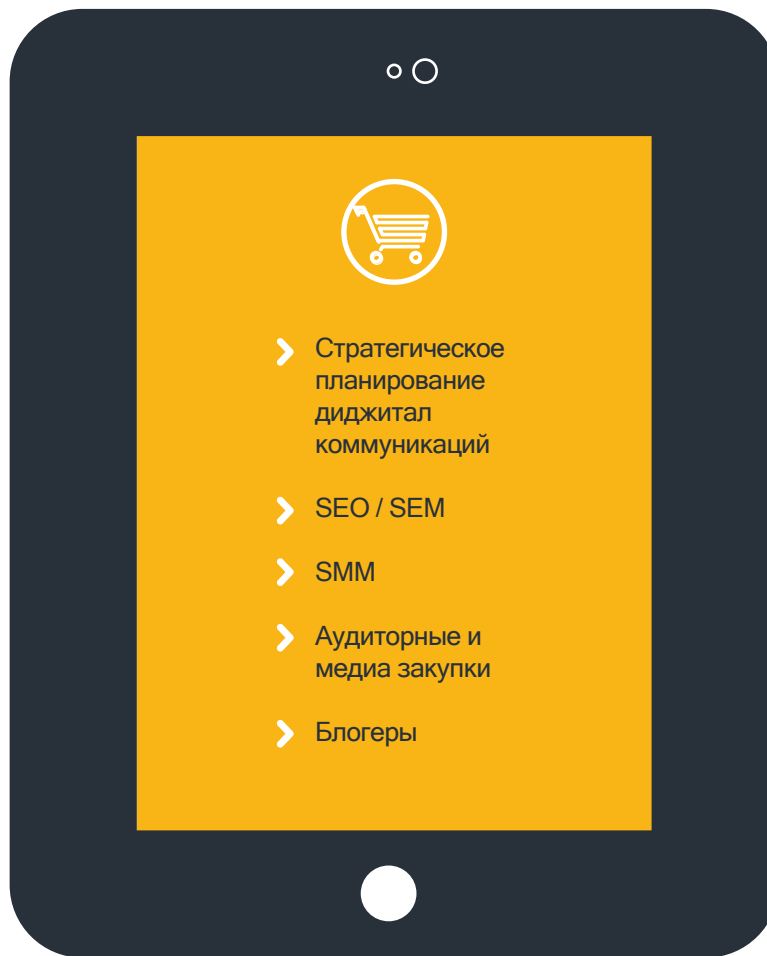 Стратегическое
планирование
диджитал
коммуникаций
SEO / SEM
SMM
Аудиторные и
медиа закупки
Блогеры